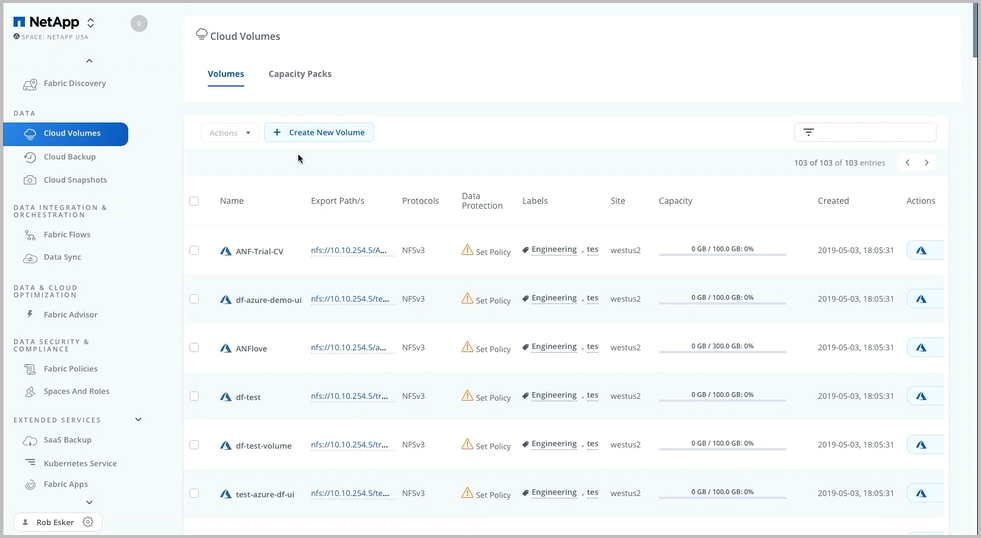 NetApp
SPACE: NETAPP USA
0
Fabric Discovery
DATA
Cloud Volumes
Cloud Backup
Cloud Snapshots
DATA INTEGRATION &
ORCHESTRATION
Fabric Flows
Data Sync
DATA & CLOUD
OPTIMIZATION
Fabric Advisor
DATA SECURITY &
COMPLIANCE
Fabric Policies
Spaces And Roles
EXTENDED SERVICES
SaaS Backup
Kubernetes Service
Fabric Apps
Rob Esker
Cloud Volumes
Volumes Capacity Packs
Actions + Create New Volume
103 of 103 of 103 entries
Name Export Path/s Protocols Data Protection Labels Site Capacity Created Actions
ANF-Trial-CV nfs://10.10.254.5/A... NFSv3 Set Policy Engineering , tes westus2 0 GB / 100.0 GB: 0% 2019-05-03, 18:05:31
df-azure-demo-ui nfs://10.10.254.5/te... NFSv3 Set Policy Engineering , tes westus2 0 GB / 100.0 GB: 0% 2019-05-03, 18:05:31
ANFlove nfs://10.10.254.5/a... NFSv3 Set Policy Engineering , tes westus2 0 GB / 300.0 GB: 0% 2019-05-03, 18:05:31
df-test nfs://10.10.254.5/tr... NFSv3 Set Policy Engineering , tes westus2 0 GB / 100.0 GB: 0% 2019-05-03, 18:05:31
df-test-volume nfs://10.10.254.5/tr... NFSv3 Set Policy Engineering , tes westus2 0 GB / 100.0 GB: 0% 2019-05-03, 18:05:31
test-azure-df-ui nfs://10.10.254.5/te... NFSv3 Set Policy Engineering , tes westus2 0 GB / 100.0 GB: 0% 2019-05-03, 18:05:31